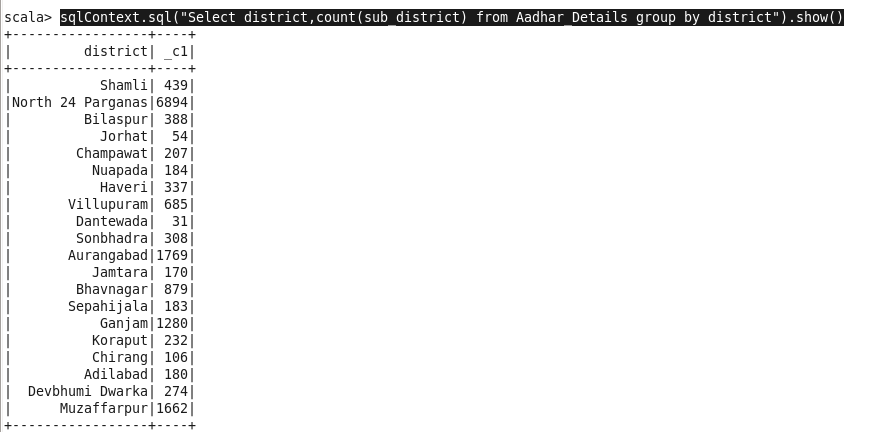 scala> sqlContext.sql("Select district,count(sub_district) from Aadhar_Details group by district").show()
+-----------------+----+
|         district| _c1|
+-----------------+----+
|           Shamli| 439|
|North 24 Parganas|6894|
|         Bilaspur| 388|
|           Jorhat|  54|
|        Champawat| 207|
|          Nuapada| 184|
|           Haveri| 337|
|       Villupuram| 685|
|        Dantewada|  31|
|        Sonbhadra| 308|
|       Aurangabad|1769|
|          Jamtara| 170|
|        Bhavnagar| 879|
|       Sepahijala| 183|
|           Ganjam|1280|
|          Koraput| 232|
|          Chirang| 106|
|         Adilabad| 180|
|  Devbhumi Dwarka| 274|
|      Muzaffarpur|1662|
+-----------------+----+